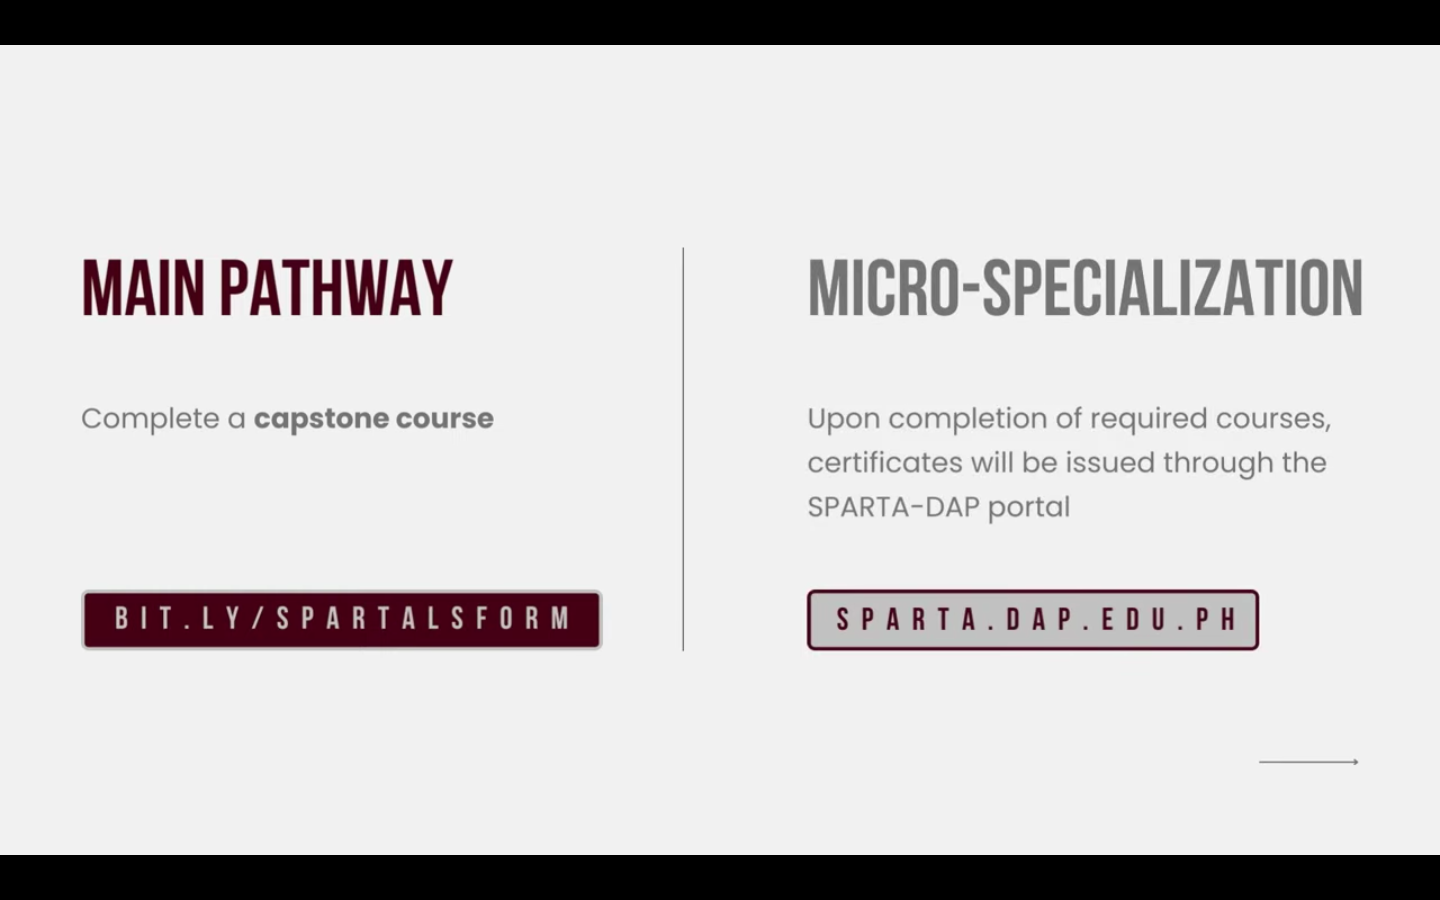 MAIN PATHWAY
Complete a capstone course
BIT.LY/SPARTALSFORM
MICRO-SPECIALIZATION
Upon completion of required courses,
certificates will be issued through the
SPARTA-DAP portal
SPARTA.DAP.EDU.PH